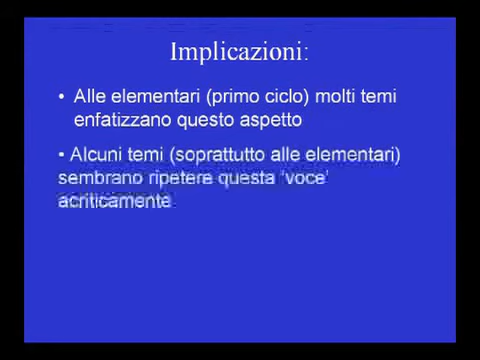 Implicazioni:
• Alle elementari (primo ciclo) molti temi
enfatizzano questo aspetto
• Alcuni temi (soprattutto alle elementari)
sembrano ripetere questa 'voce'
acriticamente